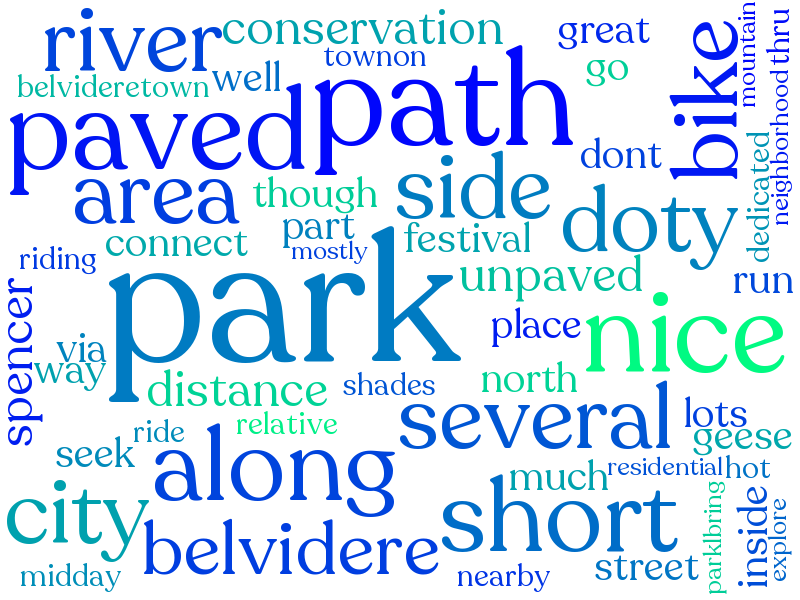 river
conservation
great
mountain
thru
townon
belvideretown
well
go
bike
paved
path
dont
neighborhood
dedicated
area
though
side
doty
part
connect
festival
mostly
riding
unpaved
run
park
spencer
place
nice
via
way
distance
shades
north
relative
several
lots
ride
seek
along
geese
much
residential
hot
city
short
belvidere
street
parklbring
inside
explore
midday
nearby